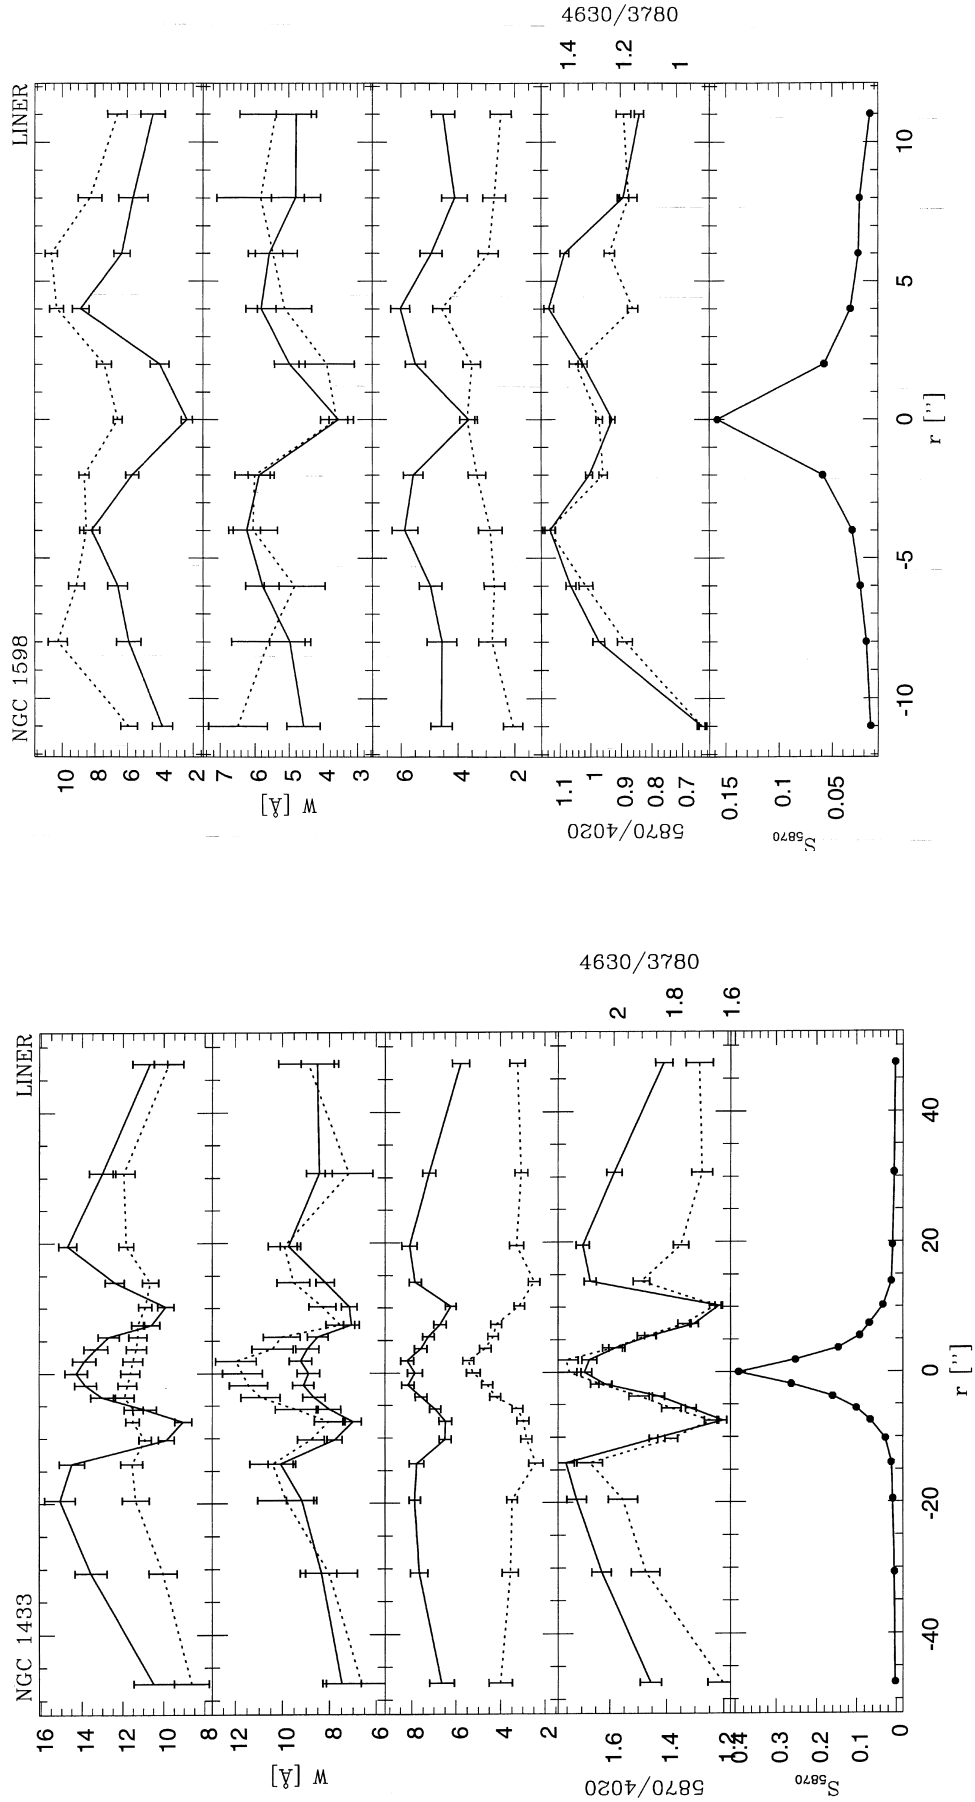 NGC 1598
LINER
10 8 6 4 2
7 6 5 4 3
W [Å]
6 4 2
1.1 1 0.9 0.8 0.7
5870/4020
1.4 1.2 1
4630/3780
0.15 0.1 0.05
S5870
-10 -5 0 5 10
r ["]
NGC 1433
LINER
16 14 12 10 8
12 10 8 6
W [Å]
8 6 4 2
1.6 1.4 1.2
5870/4020
2 1.8 1.6
4630/3780
0.4 0.3 0.2 0.1 0
S5870
-40 -20 0 20 40
r ["]